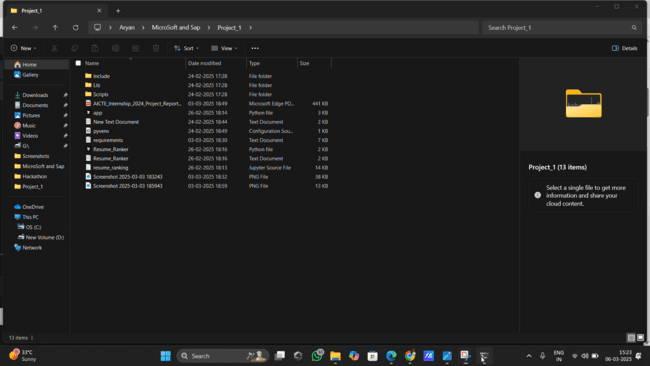 Project_1
Aryan > MicroSoft and Sap > Project_1 >
Search Project_1
New
Sort
View
Details
Name Date modified Type Size
Home
Gallery
Downloads
Documents
Pictures
Music
Videos
G:\
Screenshots
MicroSoft and Sap
Hackathon
Project_1
OneDrive
This PC
OS (C:)
New Volume (D:)
Network
Include 24-02-2025 17:28 File folder
Lib 24-02-2025 17:28 File folder
Scripts 24-02-2025 17:28 File folder
AICTE_Internship_2024_Project_Report... 03-03-2025 18:49 Microsoft Edge PD... 441 KB
app 26-02-2025 18:14 Python file 3 KB
New Text Document 24-02-2025 18:44 Text Document 2 KB
pyvenv 24-02-2025 18:49 Configuration Sou... 1 KB
requirements 03-03-2025 18:30 Text Document 7 KB
Resume_Ranker 26-02-2025 18:16 Python file 2 KB
Resume_Ranker 26-02-2025 18:16 Text Document 2 KB
resume_ranking 03-03-2025 18:13 Jupyter Source File 14 KB
Screenshot 2025-03-03 183243 03-03-2025 18:32 PNG File 38 KB
Screenshot 2025-03-03 185943 03-03-2025 18:59 PNG File 13 KB
Project_1 (13 items)
Select a single file to get more
information and share your
cloud content.
13 items
33°C
Sunny
Search
ENG
IN
15:23
06-03-2025